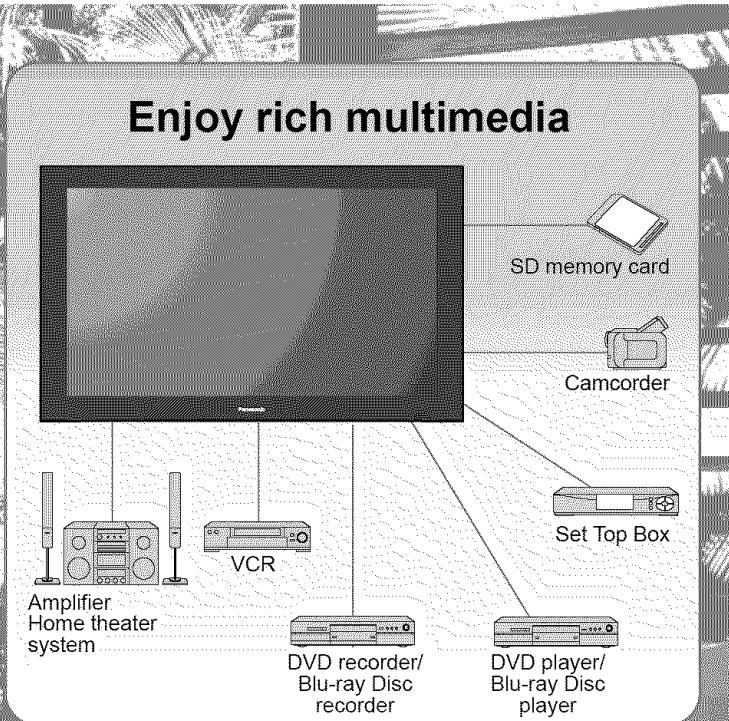 Enjoy rich multimedia
SD memory card
Camcorder
Panasonic
Set Top Box
VCR
Amplifier
Home theater
system
DVD recorder/
Blu-ray Disc
recorder
DVD player/
Blu-ray Disc
player